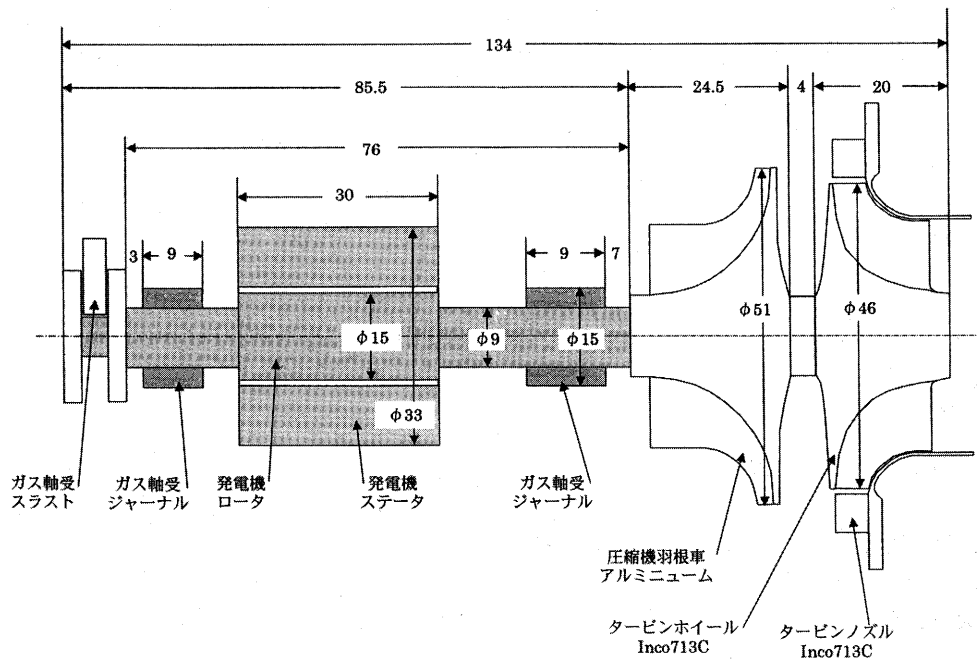 134
85.5
24.5
4
20
76
30
3
9
9
7
φ15
φ9
φ15
φ51
φ46
φ33
ガス軸受
スラスト
ガス軸受
ジャーナル
発電機
ロータ
発電機
ステータ
ガス軸受
ジャーナル
圧縮機羽根車
アルミニューム
タービンホイール
Inco713C
タービンノズル
Inco713C